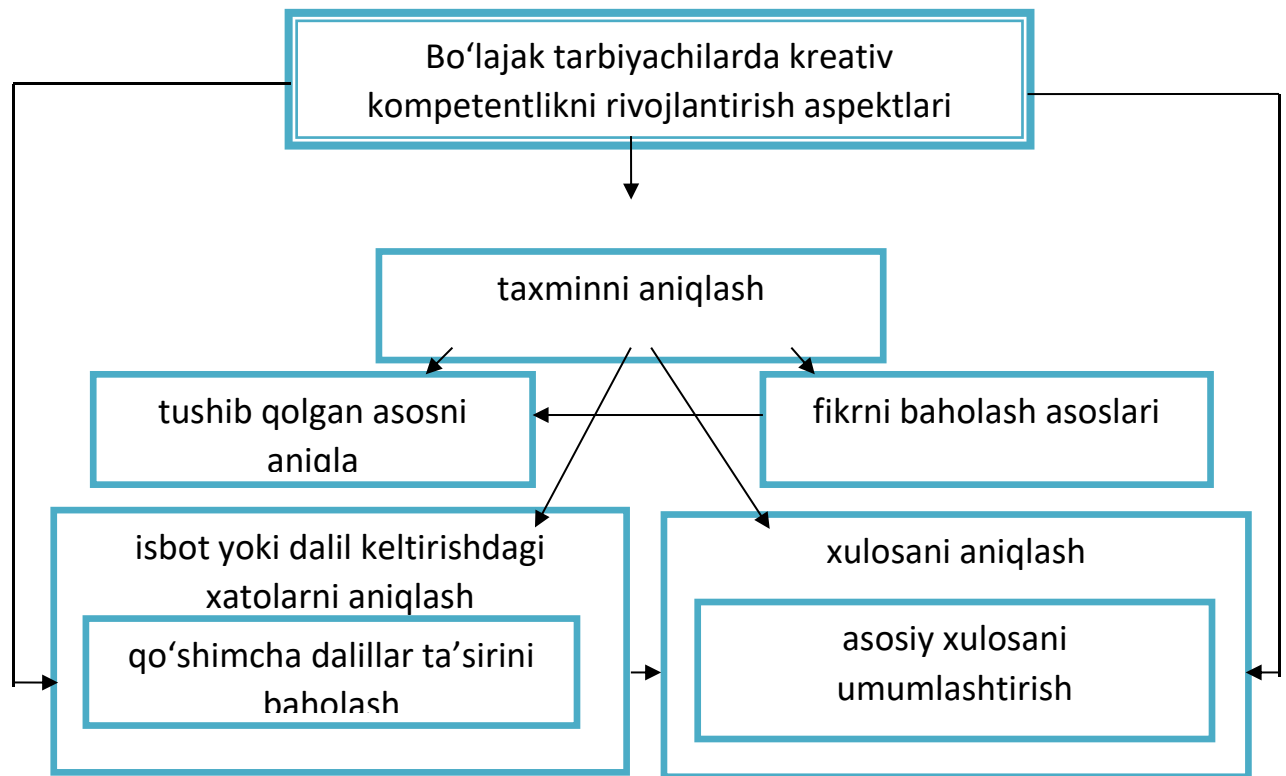 Bo‘lajak tarbiyachilarda kreativ
kompetentlikni rivojlantirish aspektlari
taxminni aniqlash
tushib qolgan asosni
aniqla
fikrni baholash asoslari
isbot yoki dalil keltirishdagi
xatolarni aniqlash
qo‘shimcha dalillar ta’sirini
baholash
xulosani aniqlash
asosiy xulosani
umumlashtirish